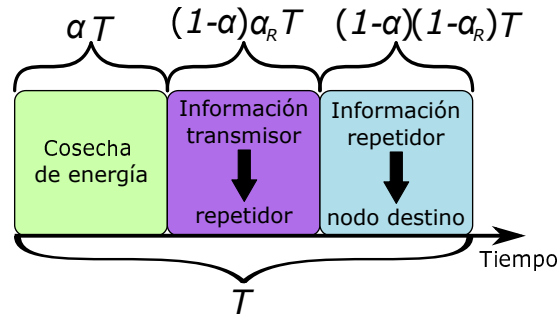 αT
(1-α)α_R T
(1-α)(1-α_R)T
Cosecha
de energía
Información
transmisor
repetidor
Información
repetidor
nodo destino
Tiempo
T